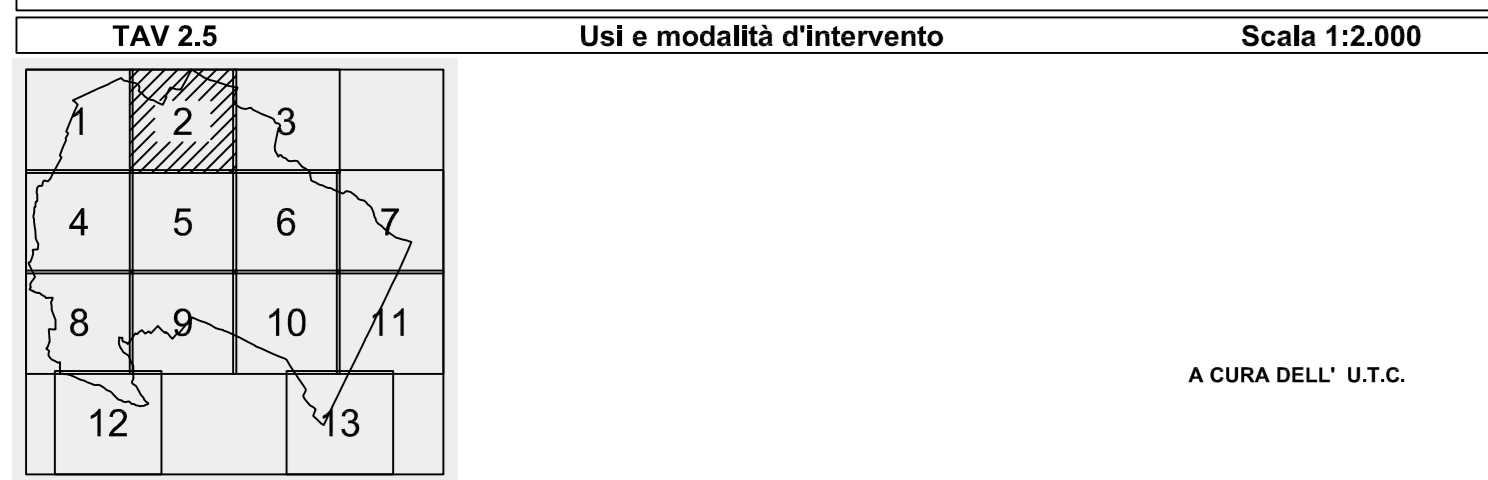 TAV 2.5 Usi e modalità d'intervento Scala 1:2.000
1 2 3
4 5 6 7
8 9 10 11
A CURA DELL' U.T.C.
12 13